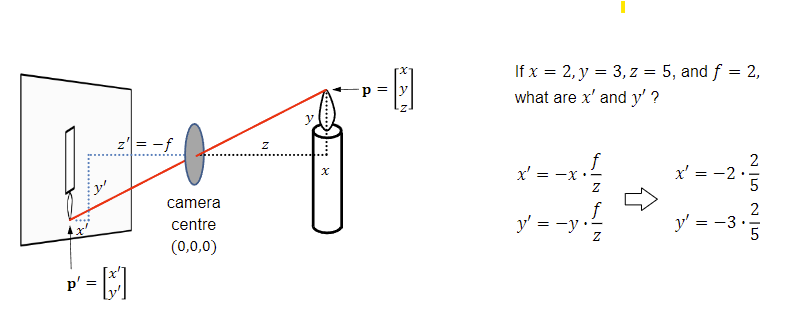 If x = 2, y = 3, z = 5, and f = 2,
what are x′ and y′ ?
p = [x y z]
y
z′ = −f
z
x
y′
x′
camera
centre
(0,0,0)
p′ = [x′ y′]
x′ = −x · f/z
x′ = −2 · 2/5
y′ = −y · f/z
y′ = −3 · 2/5